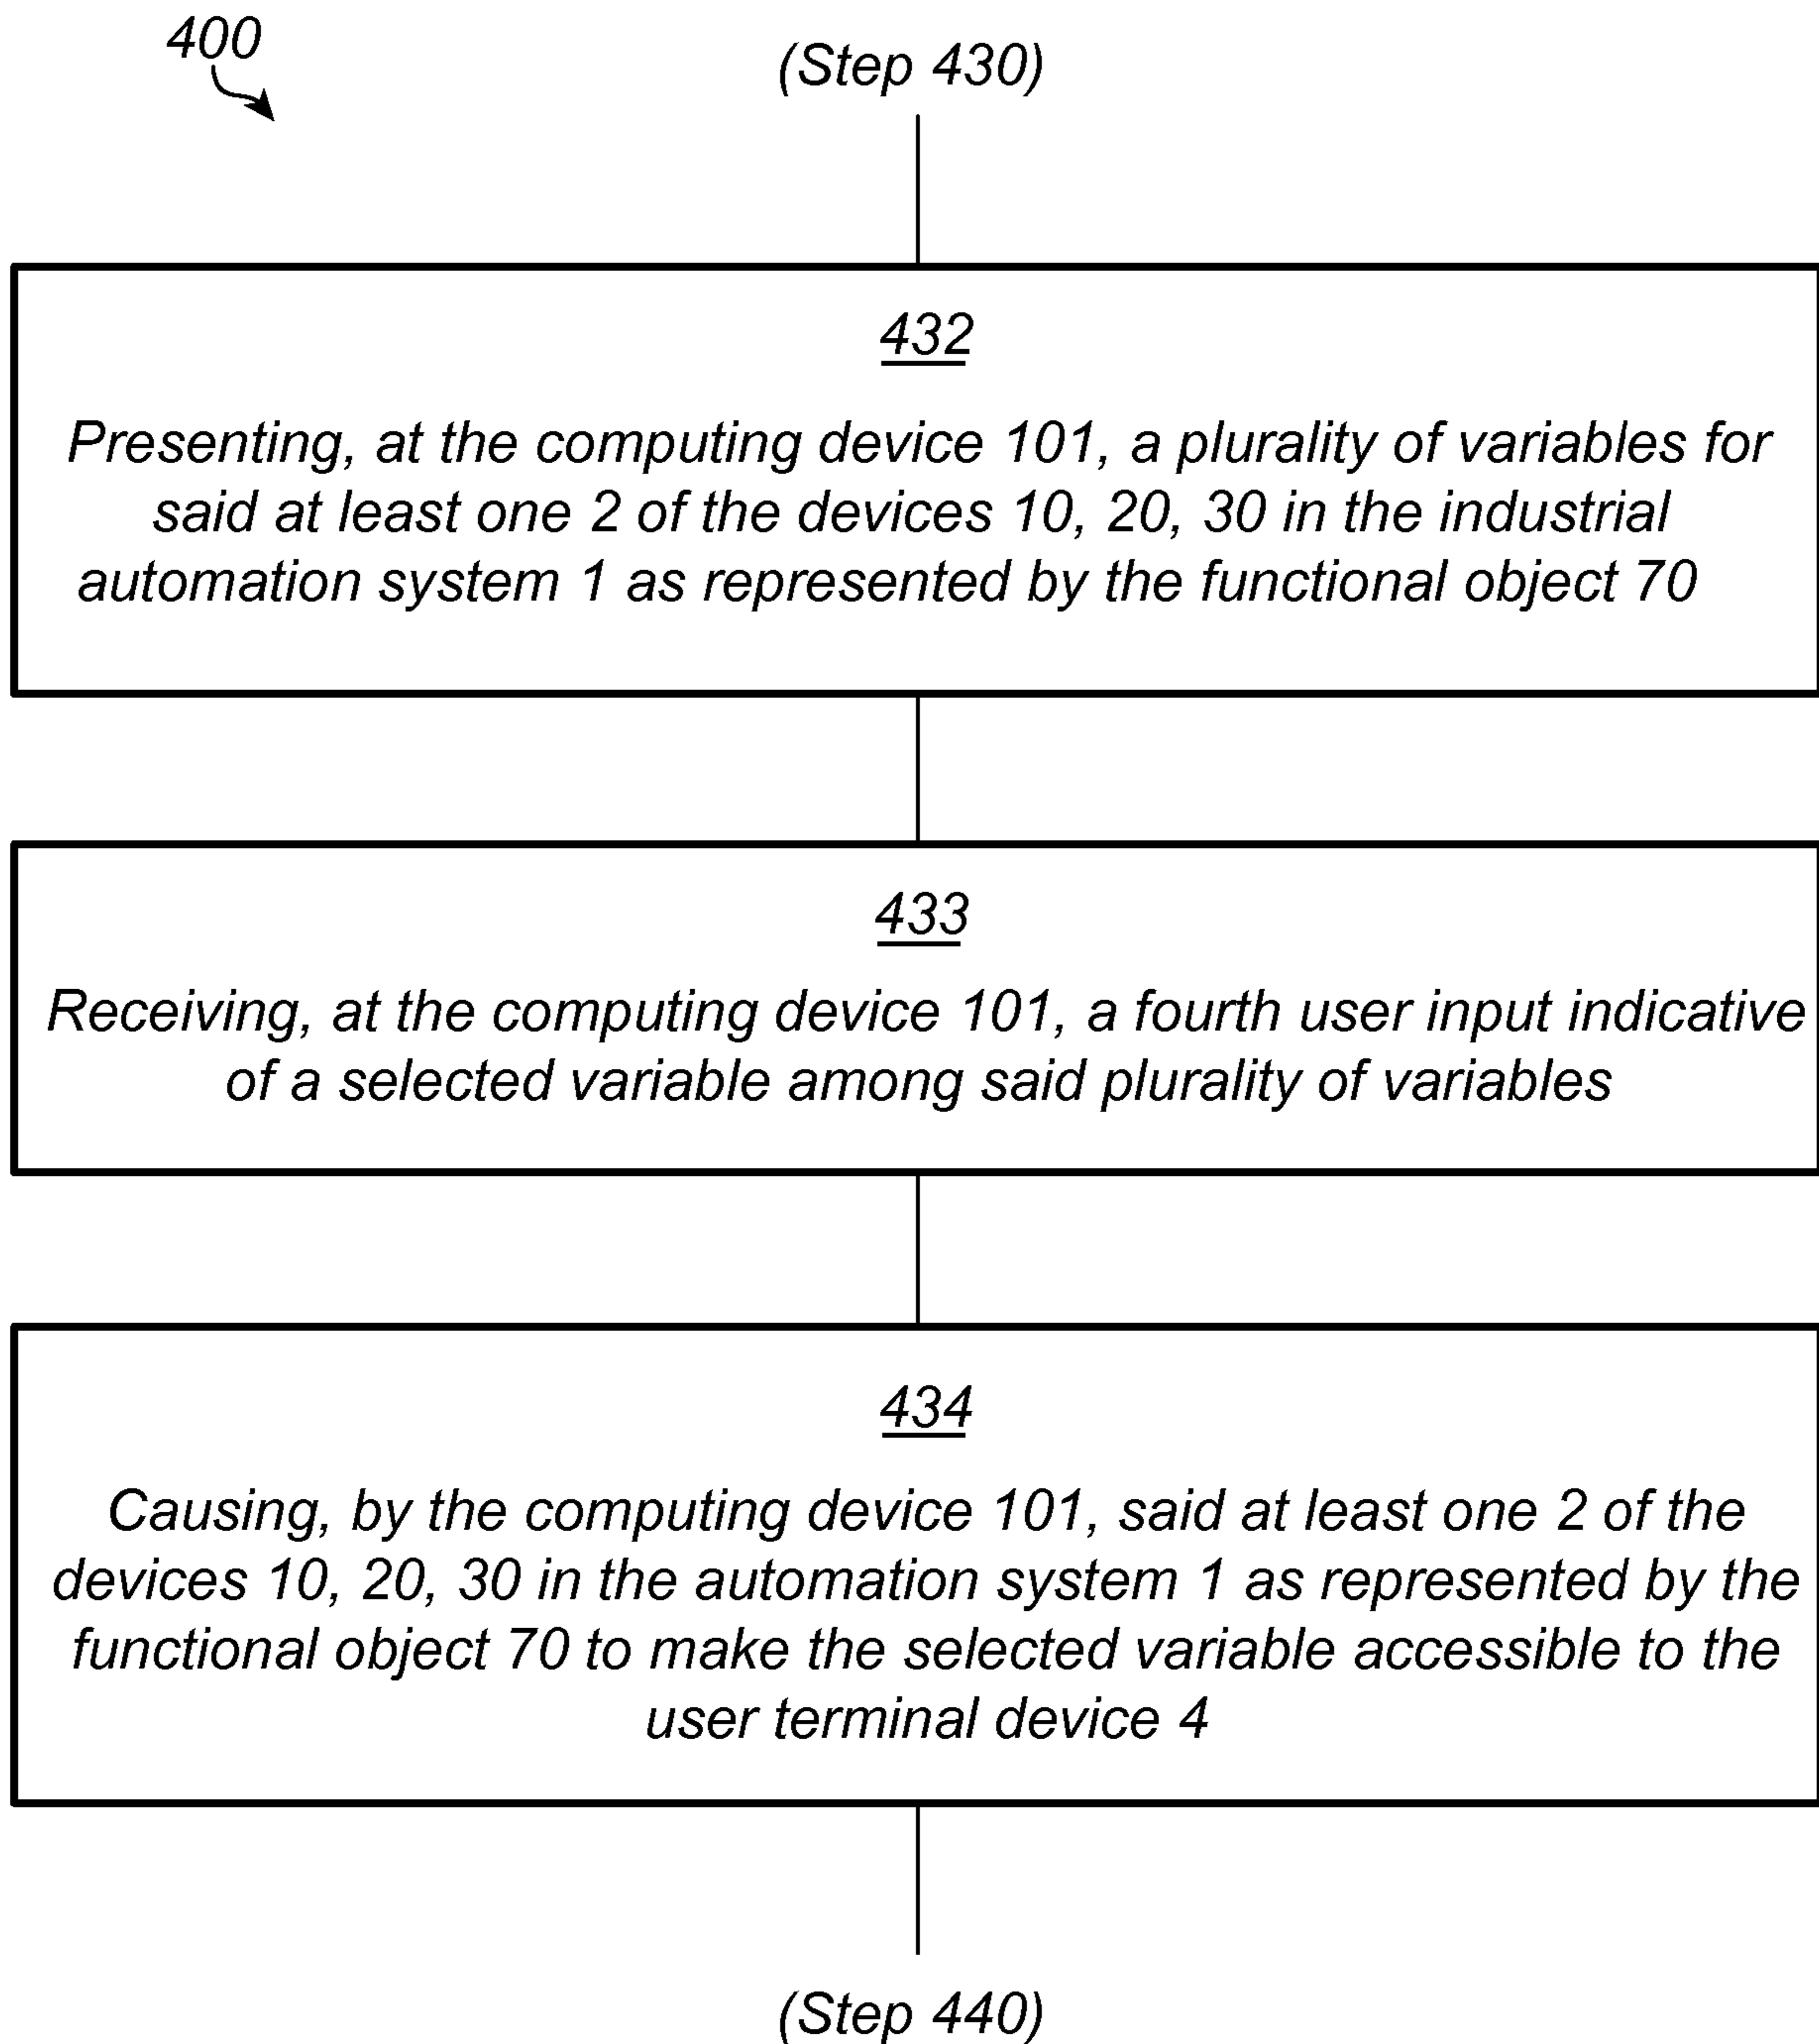 400
(Step 430)
432
Presenting, at the computing device 101, a plurality of variables for
said at least one 2 of the devices 10, 20, 30 in the industrial
automation system 1 as represented by the functional object 70
433
Receiving, at the computing device 101, a fourth user input indicative
of a selected variable among said plurality of variables
434
Causing, by the computing device 101, said at least one 2 of the
devices 10, 20, 30 in the automation system 1 as represented by the
functional object 70 to make the selected variable accessible to the
user terminal device 4
(Step 440)